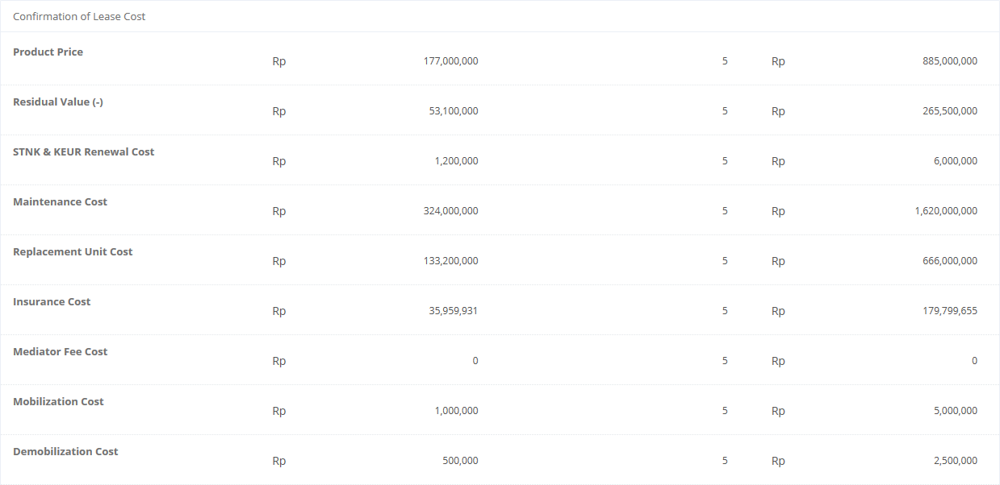 Confirmation of Lease Cost
Product Price
Rp 177,000,000 5 Rp 885,000,000
Residual Value (-)
Rp 53,100,000 5 Rp 265,500,000
STNK & KEUR Renewal Cost
Rp 1,200,000 5 Rp 6,000,000
Maintenance Cost
Rp 324,000,000 5 Rp 1,620,000,000
Replacement Unit Cost
Rp 133,200,000 5 Rp 666,000,000
Insurance Cost
Rp 35,959,931 5 Rp 179,799,655
Mediator Fee Cost
Rp 0 5 Rp 0
Mobilization Cost
Rp 1,000,000 5 Rp 5,000,000
Demobilization Cost
Rp 500,000 5 Rp 2,500,000